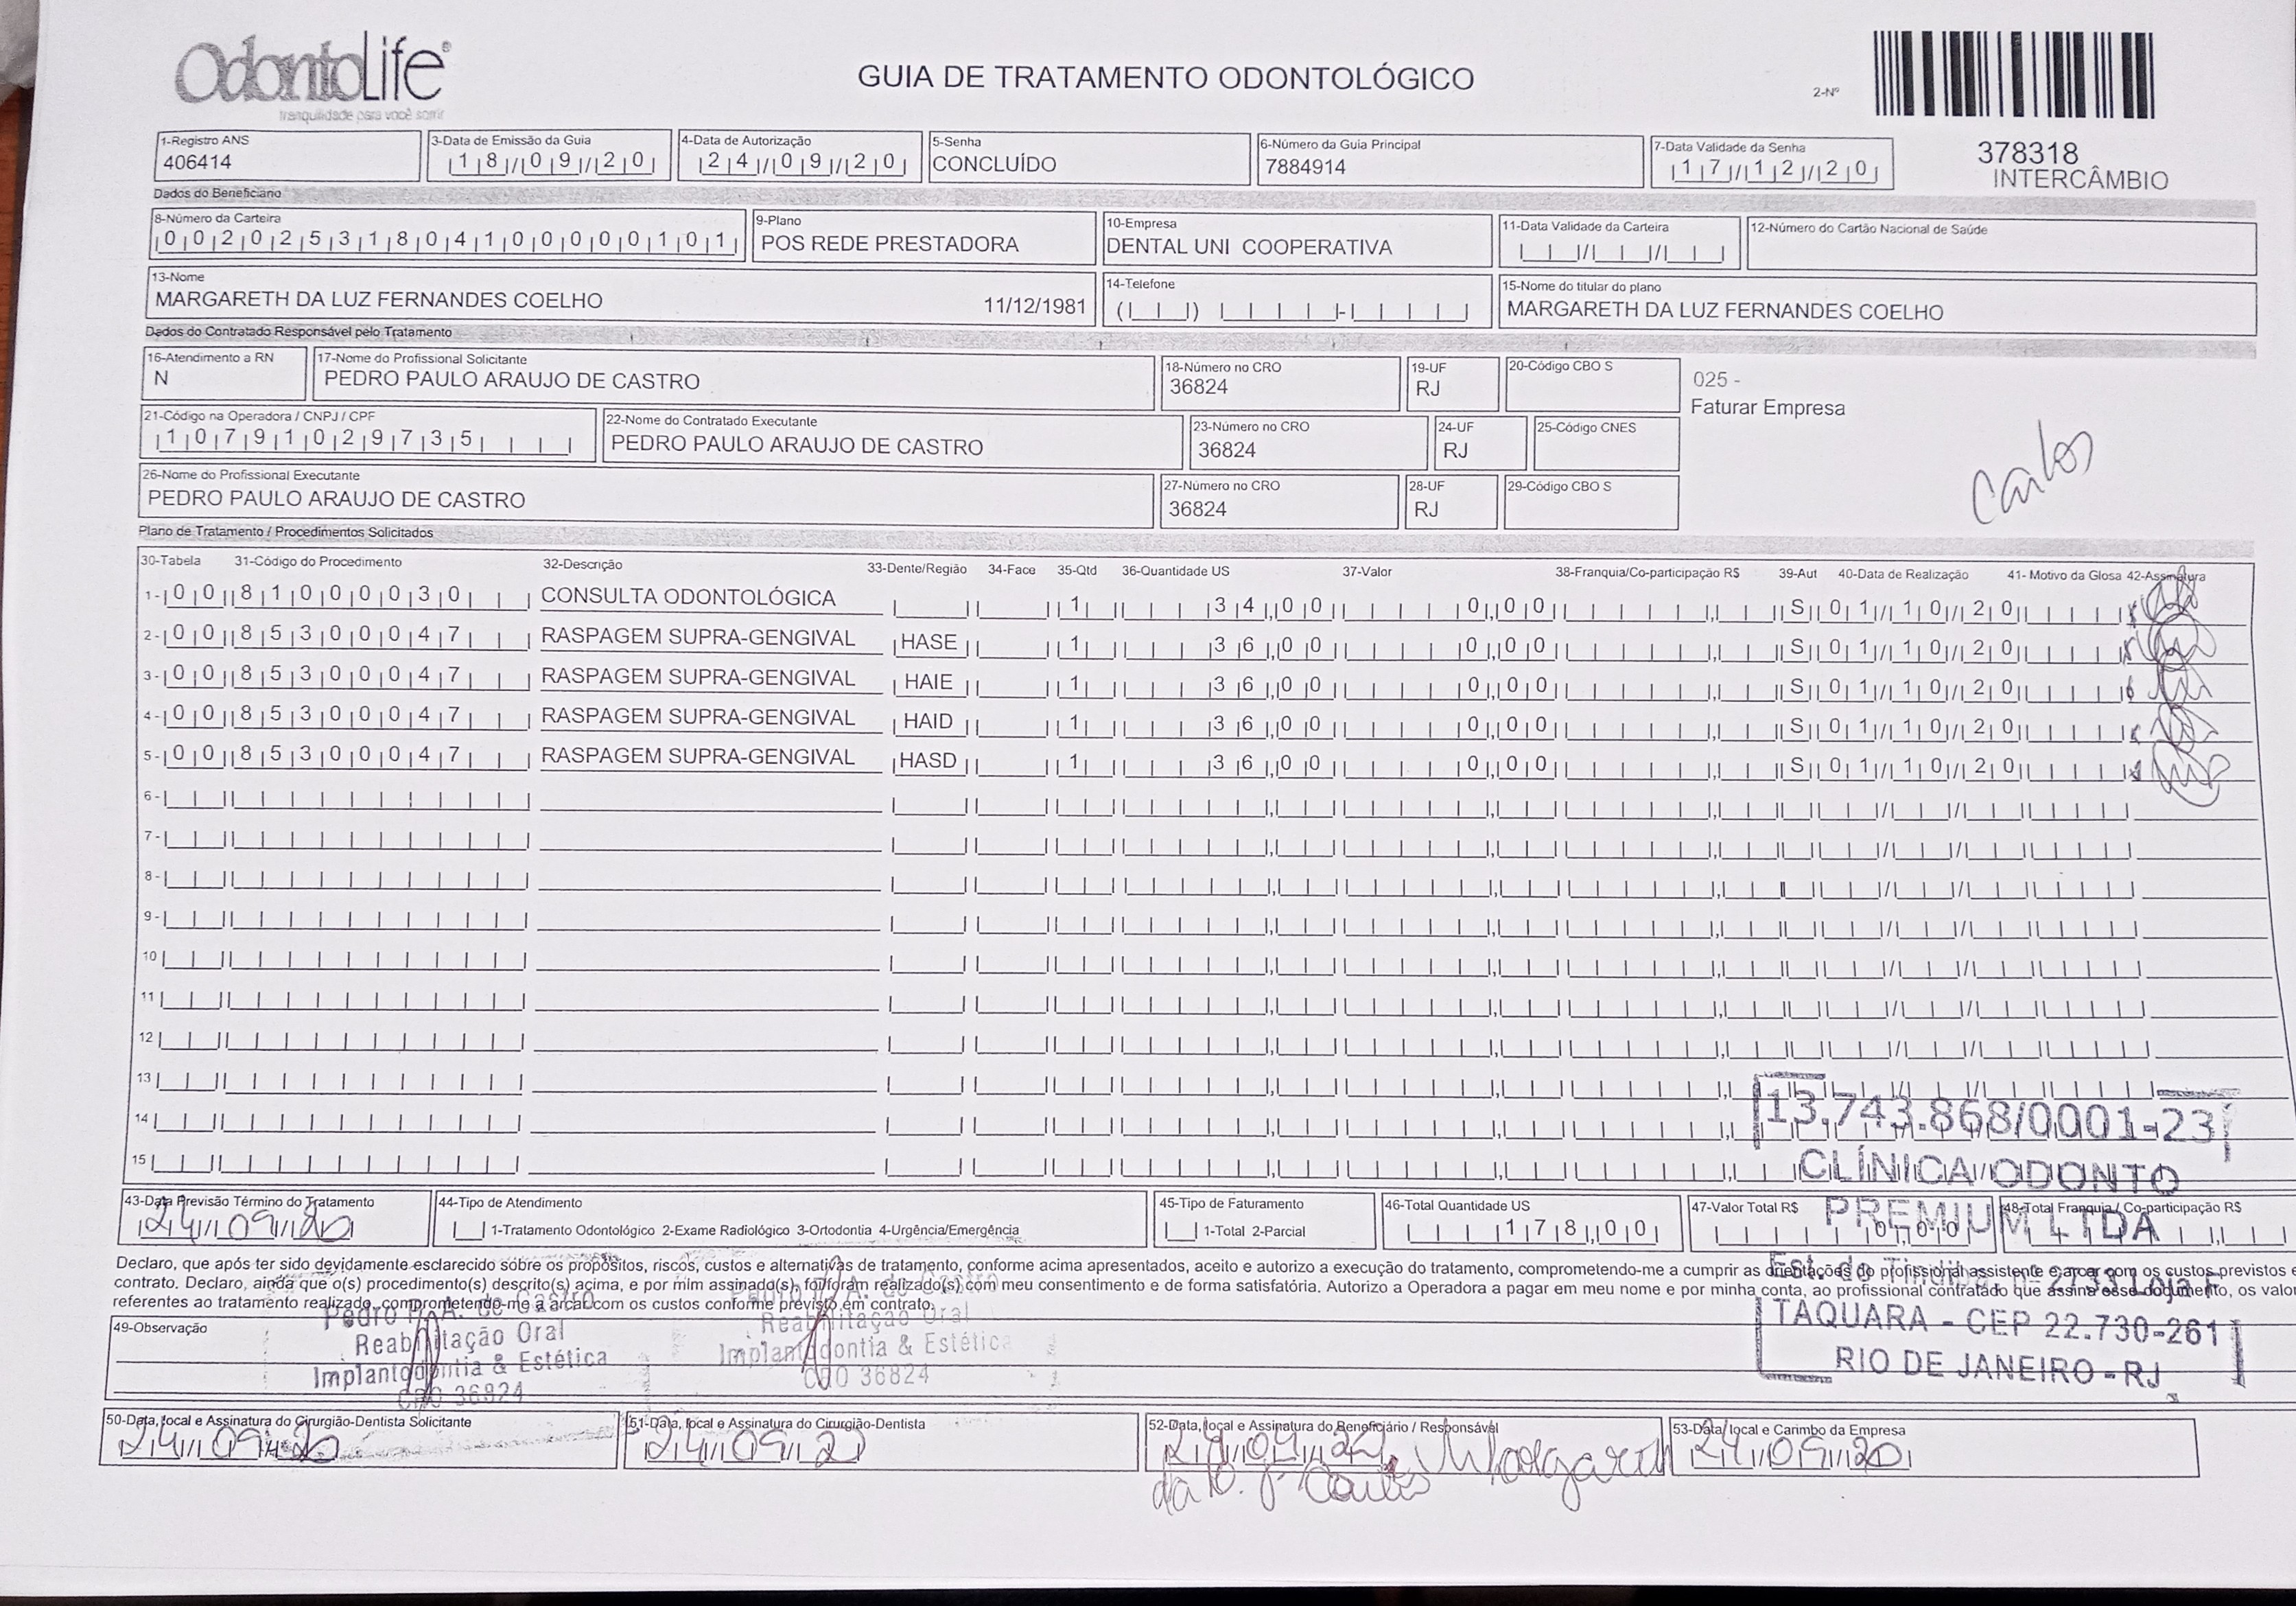 OdontoLife®
tranquilidade para você sorrir
GUIA DE TRATAMENTO ODONTOLÓGICO
2-Nº
378318
INTERCÂMBIO
1-Registro ANS
406414
3-Data de Emissão da Guia
18/09/20
4-Data de Autorização
24/09/20
5-Senha
CONCLUÍDO
6-Número da Guia Principal
7884914
7-Data Validade da Senha
17/12/20
Dados do Beneficiano
8-Número da Carteira
00202531804100000101
9-Plano
POS REDE PRESTADORA
10-Empresa
DENTAL UNI COOPERATIVA
11-Data Validade da Carteira
12-Número do Cartão Nacional de Saúde
13-Nome
MARGARETH DA LUZ FERNANDES COELHO 11/12/1981
14-Telefone
15-Nome do titular do plano
MARGARETH DA LUZ FERNANDES COELHO
Dados do Contratado Responsável pelo Tratamento
16-Atendimento a RN
N
17-Nome do Profissional Solicitante
PEDRO PAULO ARAUJO DE CASTRO
18-Número no CRO
36824
19-UF
RJ
20-Código CBO S
025 -
Faturar Empresa
Carlos
21-Código na Operadora / CNPJ / CPF
10791029735
22-Nome do Contratado Executante
PEDRO PAULO ARAUJO DE CASTRO
23-Número no CRO
36824
24-UF
RJ
25-Código CNES
26-Nome do Profissional Executante
PEDRO PAULO ARAUJO DE CASTRO
27-Número no CRO
36824
28-UF
RJ
29-Código CBO S
Plano de Tratamento / Procedimentos Solicitados
30-Tabela 31-Código do Procedimento 32-Descrição 33-Dente/Região 34-Face 35-Qtd 36-Quantidade US 37-Valor 38-Franquia/Co-participação R$ 39-Aut 40-Data de Realização 41- Motivo da Glosa 42-Assinatura
1- 00 81000030 CONSULTA ODONTOLÓGICA 1 34,00 0,00 S 01/10/20
2- 00 85300047 RASPAGEM SUPRA-GENGIVAL HASE 1 36,00 0,00 S 01/10/20
3- 00 85300047 RASPAGEM SUPRA-GENGIVAL HAIE 1 36,00 0,00 S 01/10/20
4- 00 85300047 RASPAGEM SUPRA-GENGIVAL HAID 1 36,00 0,00 S 01/10/20
5- 00 85300047 RASPAGEM SUPRA-GENGIVAL HASD 1 36,00 0,00 S 01/10/20
6-
7-
8-
9-
10
11
12
13
14
15
13.743.868/0001-23
CLÍNICA ODONTO
PREMIUM LTDA
43-Data Previsão Término do Tratamento
24/09/20
44-Tipo de Atendimento
1-Tratamento Odontológico 2-Exame Radiológico 3-Ortodontia 4-Urgência/Emergência
45-Tipo de Faturamento
1-Total 2-Parcial
46-Total Quantidade US
178,00
47-Valor Total R$
0,00
48-Total Franquia / Co-participação R$
Declaro, que após ter sido devidamente esclarecido sobre os propósitos, riscos, custos e alternativas de tratamento, conforme acima apresentados, aceito e autorizo a execução do tratamento, comprometendo-me a cumprir as orientações do profissional assistente e arcar com os custos previstos e
contrato. Declaro, ainda que o(s) procedimento(s) descrito(s) acima, e por mim assinado(s), foi/foram realizado(s) com meu consentimento e de forma satisfatória. Autorizo a Operadora a pagar em meu nome e por minha conta, ao profissional contratado que assina esse documento, os valo
referentes ao tratamento realizado, comprometendo-me a arcar com os custos conforme previsto em contrato.
TAQUARA - CEP 22.730-261
RIO DE JANEIRO - RJ
49-Observação
Pedro P. A. de Castro
Reabilitação Oral
Implantodontia & Estética
CRO 36824
Pedro P. A. de Castro
Reabilitação Oral
Implantodontia & Estética
CRO 36824
50-Data, local e Assinatura do Cirurgião-Dentista Solicitante
24/09/20
51-Data, local e Assinatura do Cirurgião-Dentista
24/09/20
52-Data, local e Assinatura do Beneficiário / Responsável
24/09/20 Margareth
53-Data, local e Carimbo da Empresa
24/09/20